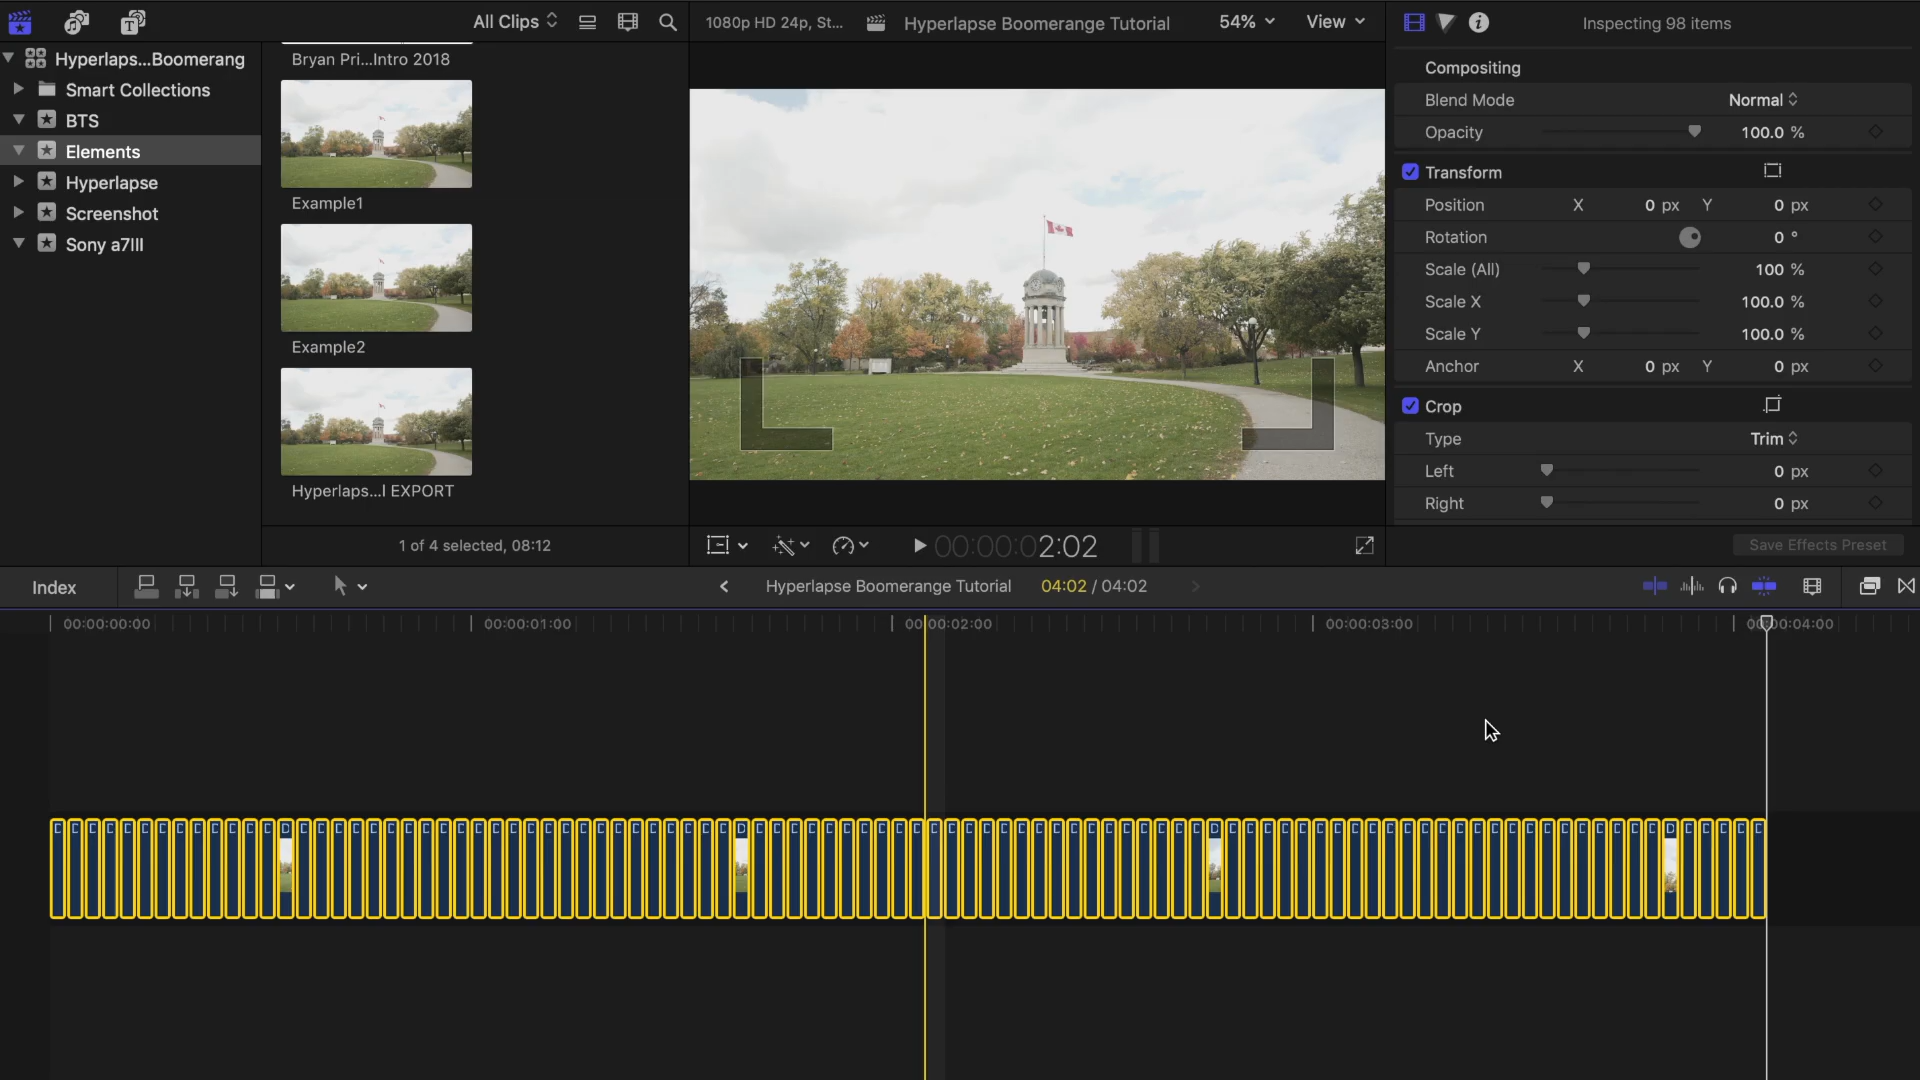 All Clips
1080p HD 24p, St...
Hyperlapse Boomerange Tutorial
54%
View
Inspecting 98 items
Hyperlaps...Boomerang
Smart Collections
BTS
Elements
Hyperlapse
Screenshot
Sony a7III
Bryan Pri...Intro 2018
Example1
Example2
Hyperlaps...l EXPORT
1 of 4 selected, 08:12
Compositing
Blend Mode Normal
Opacity 100.0 %
Transform
Position X 0 px Y 0 px
Rotation 0 °
Scale (All) 100 %
Scale X 100.0 %
Scale Y 100.0 %
Anchor X 0 px Y 0 px
Crop
Type Trim
Left 0 px
Right 0 px
Save Effects Preset
00:00:02:02
Index
Hyperlapse Boomerange Tutorial 04:02 / 04:02
00:00:00:00 00:00:01:00 00:00:02:00 00:00:03:00 00:00:04:00